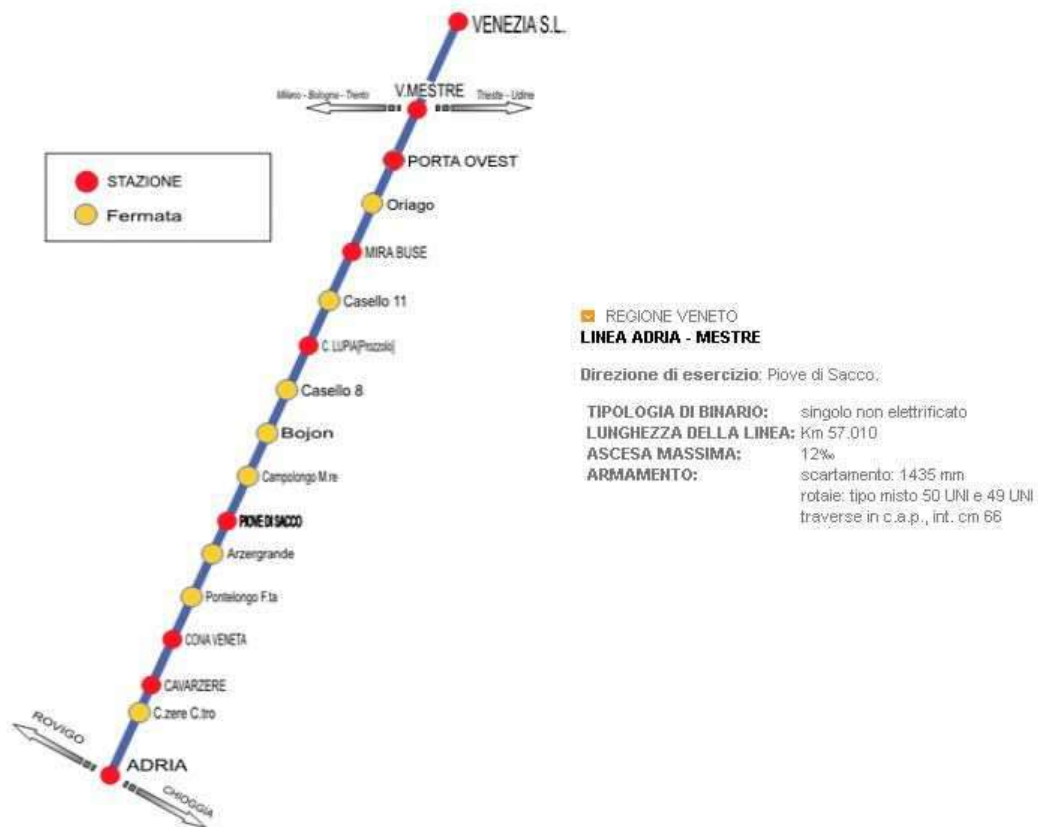 VENEZIA S.L.
V.MESTRE
Milano - Bologna - Trento
Trieste - Udine
PORTA OVEST
STAZIONE
Fermata
Oriago
MIRA BUSE
Casello 11
C. LUPIA(Prozzolo)
Casello 8
Bojon
Campolongo M.re
PIOVE DI SACCO
Arzergrande
Pontelongo F.ta
CONA VENETA
CAVARZERE
C.zere C.tro
ROVIGO
ADRIA
CHIOGGIA
REGIONE VENETO
LINEA ADRIA - MESTRE
Direzione di esercizio: Piove di Sacco.
TIPOLOGIA DI BINARIO: singolo non elettrificato
LUNGHEZZA DELLA LINEA: Km 57.010
ASCESA MASSIMA: 12‰
ARMAMENTO: scartamento: 1435 mm
rotaie: tipo misto 50 UNI e 49 UNI
traverse in c.a.p., int. cm 66